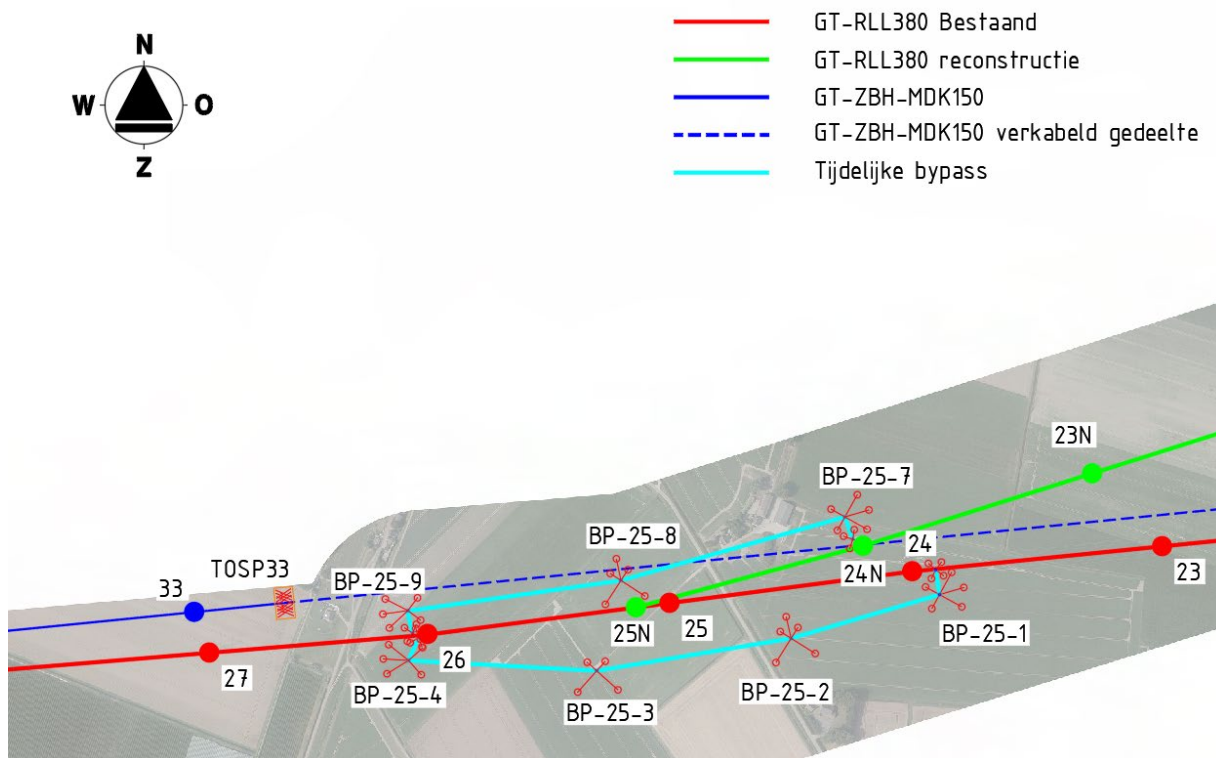 GT-RLL380 Bestaand
GT-RLL380 reconstructie
GT-ZBH-MDK150
GT-ZBH-MDK150 verkabeld gedeelte
Tijdelijke bypass
N
W
O
Z
23N
BP-25-7
24
BP-25-8
TOSP33
33
BP-25-9
24N
23
25N
25
BP-25-1
26
27
BP-25-4
BP-25-2
BP-25-3